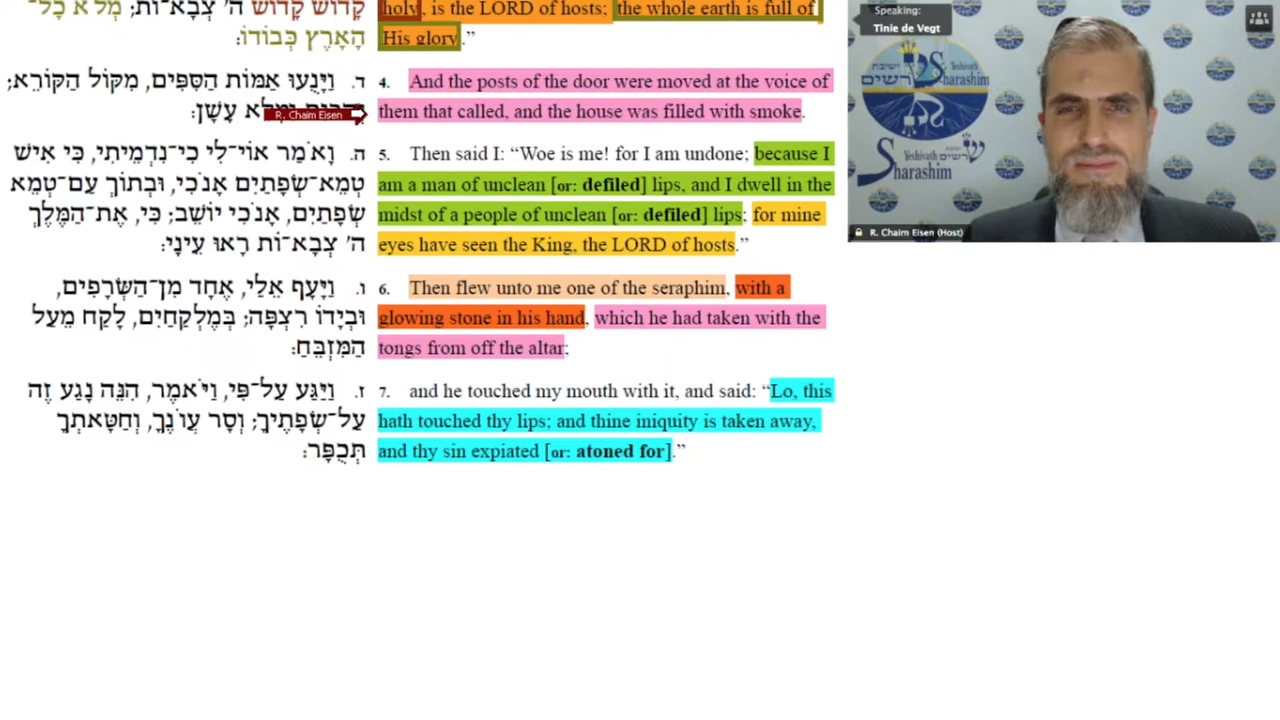 קָדוֹשׁ קָדוֹשׁ ה׳ צְבָא־וֹת; מְלֹא כָל־
הָאָרֶץ כְּבוֹדוֹ:
holy, is the LORD of hosts; the whole earth is full of
His glory.”
ד. וַיָּנֻעוּ אַמּוֹת הַסִּפִּים, מִקּוֹל הַקּוֹרֵא;
עָשָׁן:
R. Chaim Eisen
4. And the posts of the door were moved at the voice of
them that called, and the house was filled with smoke.
ה. וָאֹמַר אוֹי־לִי כִי־נִדְמֵיתִי, כִּי אִישׁ
טְמֵא־שְׂפָתַיִם אָנֹכִי, וּבְתוֹךְ עַם־טְמֵא
שְׂפָתַיִם, אָנֹכִי יוֹשֵׁב; כִּי, אֶת־הַמֶּלֶךְ
ה׳ צְבָא־וֹת רָאוּ עֵינָי:
5. Then said I: “Woe is me! for I am undone; because I
am a man of unclean [or: defiled] lips, and I dwell in the
midst of a people of unclean [or: defiled] lips; for mine
eyes have seen the King, the LORD of hosts.”
ו. וַיָּעָף אֵלַי, אֶחָד מִן־הַשְּׂרָפִים,
וּבְיָדוֹ רִצְפָּה; בְּמֶלְקַחַיִם, לָקַח מֵעַל
הַמִּזְבֵּחַ:
6. Then flew unto me one of the seraphim, with a
glowing stone in his hand, which he had taken with the
tongs from off the altar;
ז. וַיַּגַּע עַל־פִּי, וַיֹּאמֶר, הִנֵּה נָגַע זֶה
עַל־שְׂפָתֶיךָ; וְסָר עֲוֹנֶךָ, וְחַטָּאתְךָ
תְּכֻפָּר:
7. and he touched my mouth with it, and said: “Lo, this
hath touched thy lips; and thine iniquity is taken away,
and thy sin expiated [or: atoned for].”
Speaking:
Tinie de Vegt
ישיבת
שרשים
Yeshivath
Sharashim
Yeshivath שרשים
Sharashim
R. Chaim Eisen (Host)